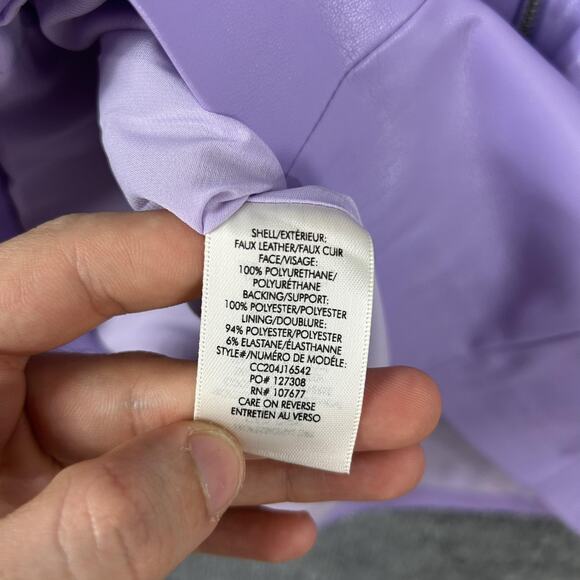 SHELL/EXTÉRIEUR:
FAUX LEATHER/FAUX CUIR
FACE/VISAGE:
100% POLYURETHANE/
POLYURÉTHANE
BACKING/SUPPORT:
100% POLYESTER/POLYESTER
LINING/DOUBLURE:
94% POLYESTER/POLYESTER
6% ELASTANE/ÉLASTHANNE
STYLE#/NUMÉRO DE MODÈLE:
CC204J16542
PO# 127308
RN# 107677
CARE ON REVERSE
ENTRETIEN AU VERSO